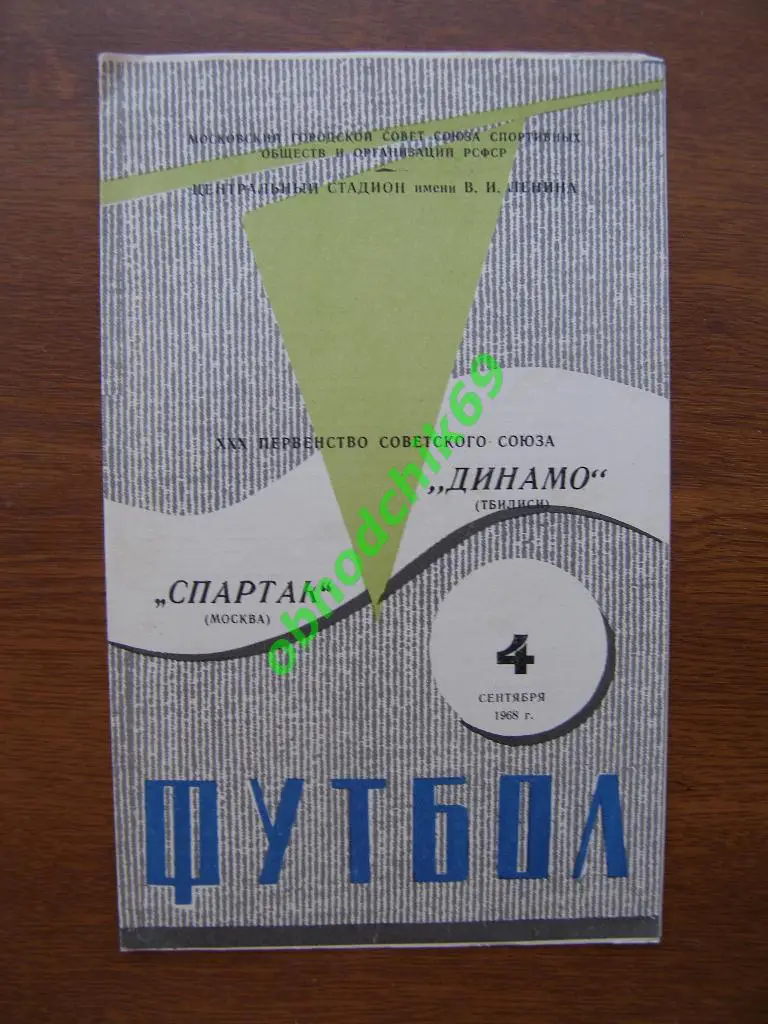 МОСКОВСКИЙ ГОРОДСКОЙ СОВЕТ СОЮЗА СПОРТИВНЫХ
ОБЩЕСТВ И ОРГАНИЗАЦИЙ РСФСР
ЦЕНТРАЛЬНЫЙ СТАДИОН имени В. И. ЛЕНИНА
XXX ПЕРВЕНСТВО СОВЕТСКОГО СОЮЗА
„ДИНАМО“
(ТБИЛИСИ)
„СПАРТАК“
(МОСКВА)
4
СЕНТЯБРЯ
1968 г.
ФУТБОЛ
obnodchik69